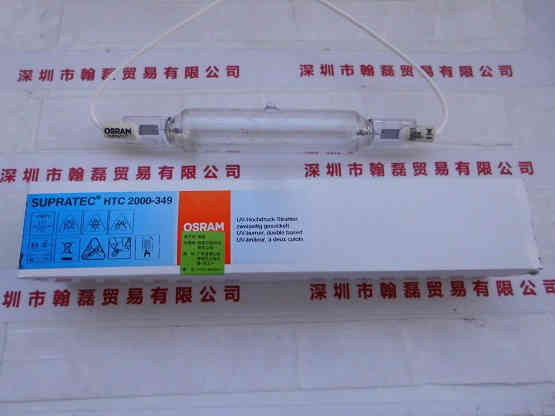 深圳市翰磊贸易有限公司 深圳市翰磊贸易有限公司
OSRAM
深圳市翰磊贸易有限公司 深圳市翰磊贸易有限公司
SUPRATEC® HTC 2000-349
OSRAM
UV-Hochdruck-Strahler,
zweiseitig gesockelt
UV-burner, double based
UV-brûleur, à deux culots
深圳市翰磊贸易有限公司 深圳市翰磊贸易有限公司